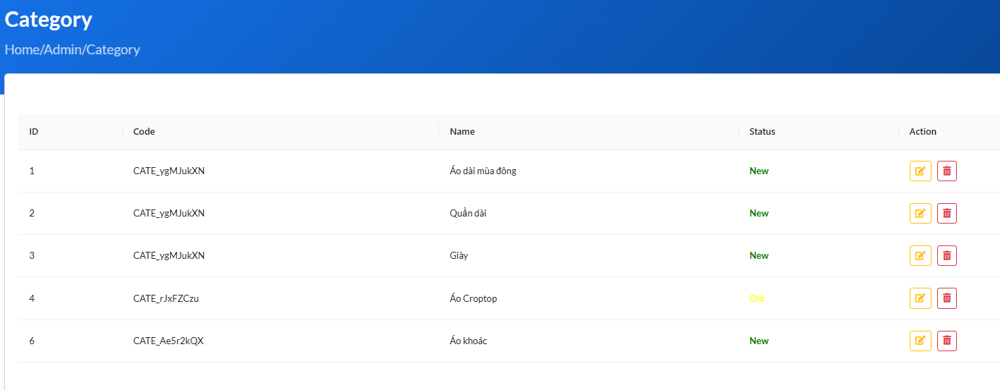 Category
Home/Admin/Category
ID Code Name Status Action
1 CATE_ygMJukXN Áo dài mùa đông New
2 CATE_ygMJukXN Quần dài New
3 CATE_ygMJukXN Giày New
4 CATE_rJxFZCzu Áo Croptop Old
6 CATE_Ae5r2kQX Áo khoác New